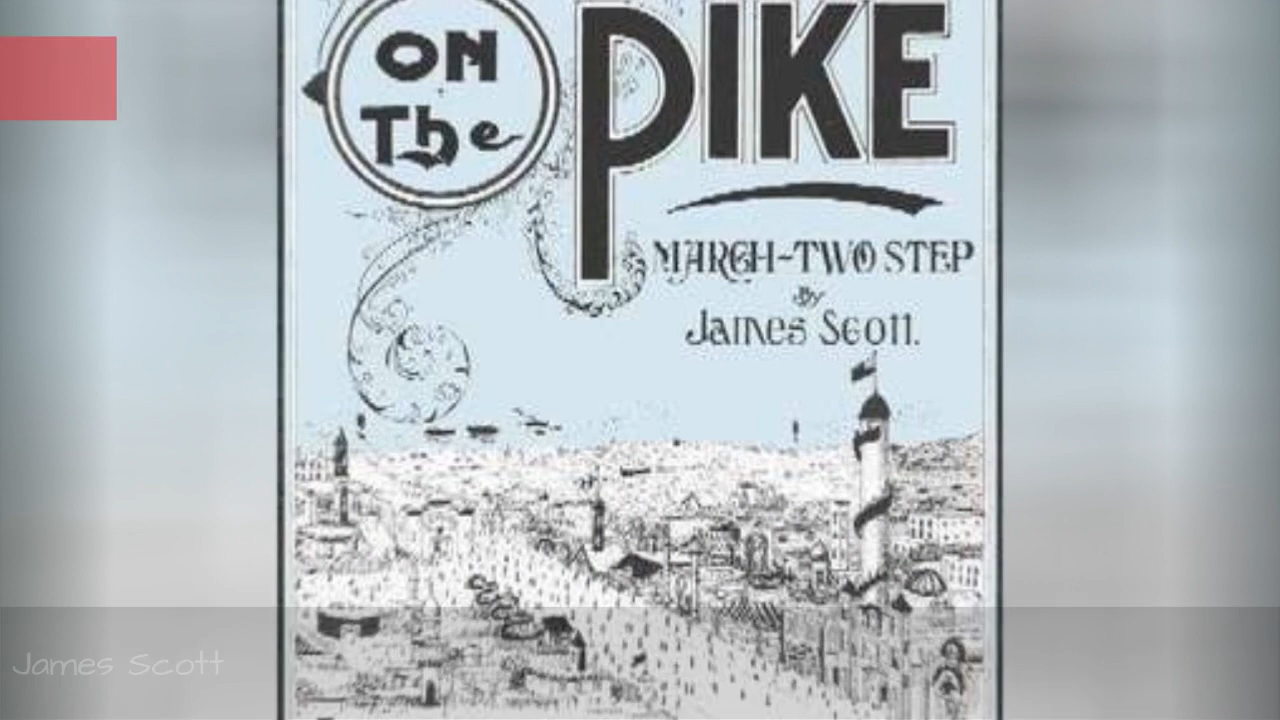 ON
The
PIKE
MARCH-TWO STEP
By
James Scott.
James Scott